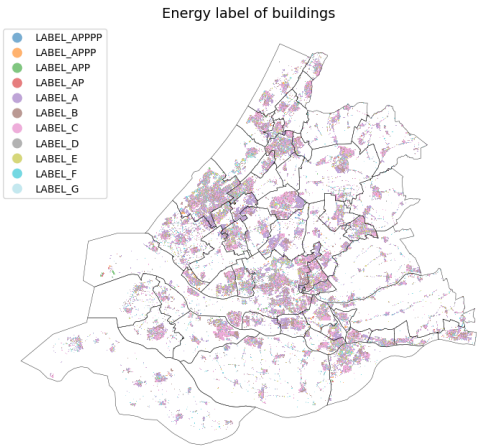 Energy label of buildings
LABEL_APPPP
LABEL_APPP
LABEL_APP
LABEL_AP
LABEL_A
LABEL_B
LABEL_C
LABEL_D
LABEL_E
LABEL_F
LABEL_G